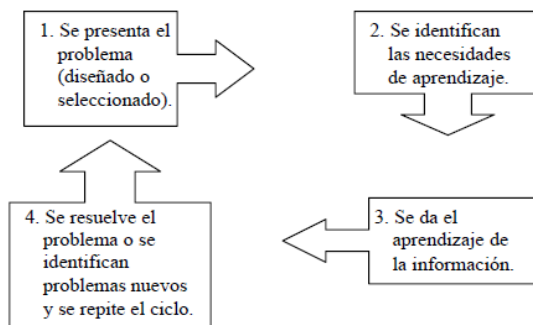 1. Se presenta el
problema
(diseñado o
seleccionado).
2. Se identifican
las necesidades
de aprendizaje.
3. Se da el
aprendizaje de
la información.
4. Se resuelve el
problema o se
identifican
problemas nuevos
y se repite el ciclo.